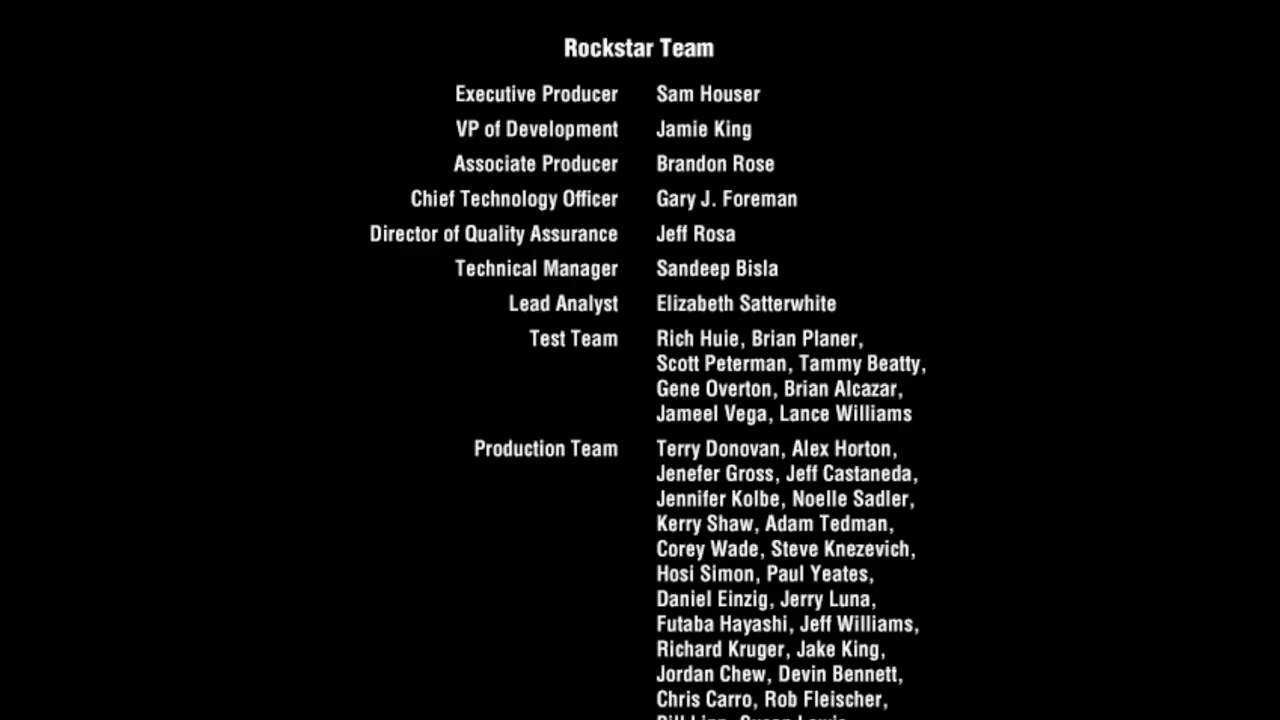 Rockstar Team
Executive Producer Sam Houser
VP of Development Jamie King
Associate Producer Brandon Rose
Chief Technology Officer Gary J. Foreman
Director of Quality Assurance Jeff Rosa
Technical Manager Sandeep Bisla
Lead Analyst Elizabeth Satterwhite
Test Team Rich Huie, Brian Planer,
Scott Peterman, Tammy Beatty,
Gene Overton, Brian Alcazar,
Jameel Vega, Lance Williams
Production Team Terry Donovan, Alex Horton,
Jenefer Gross, Jeff Castaneda,
Jennifer Kolbe, Noelle Sadler,
Kerry Shaw, Adam Tedman,
Corey Wade, Steve Knezevich,
Hosi Simon, Paul Yeates,
Daniel Einzig, Jerry Luna,
Futaba Hayashi, Jeff Williams,
Richard Kruger, Jake King,
Jordan Chew, Devin Bennett,
Chris Carro, Rob Fleischer,